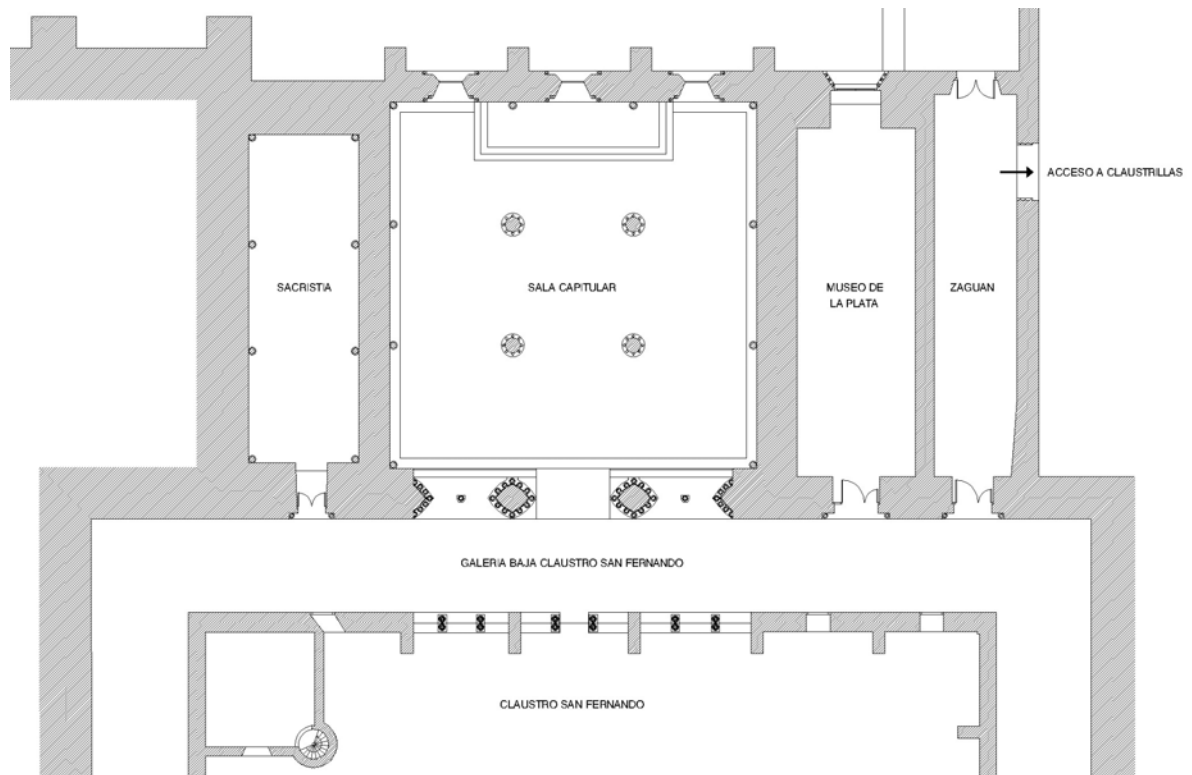 ACCESO A CLAUSTRILLAS
SACRISTIA
SALA CAPITULAR
MUSEO DE
LA PLATA
ZAGUAN
GALERIA BAJA CLAUSTRO SAN FERNANDO
CLAUSTRO SAN FERNANDO